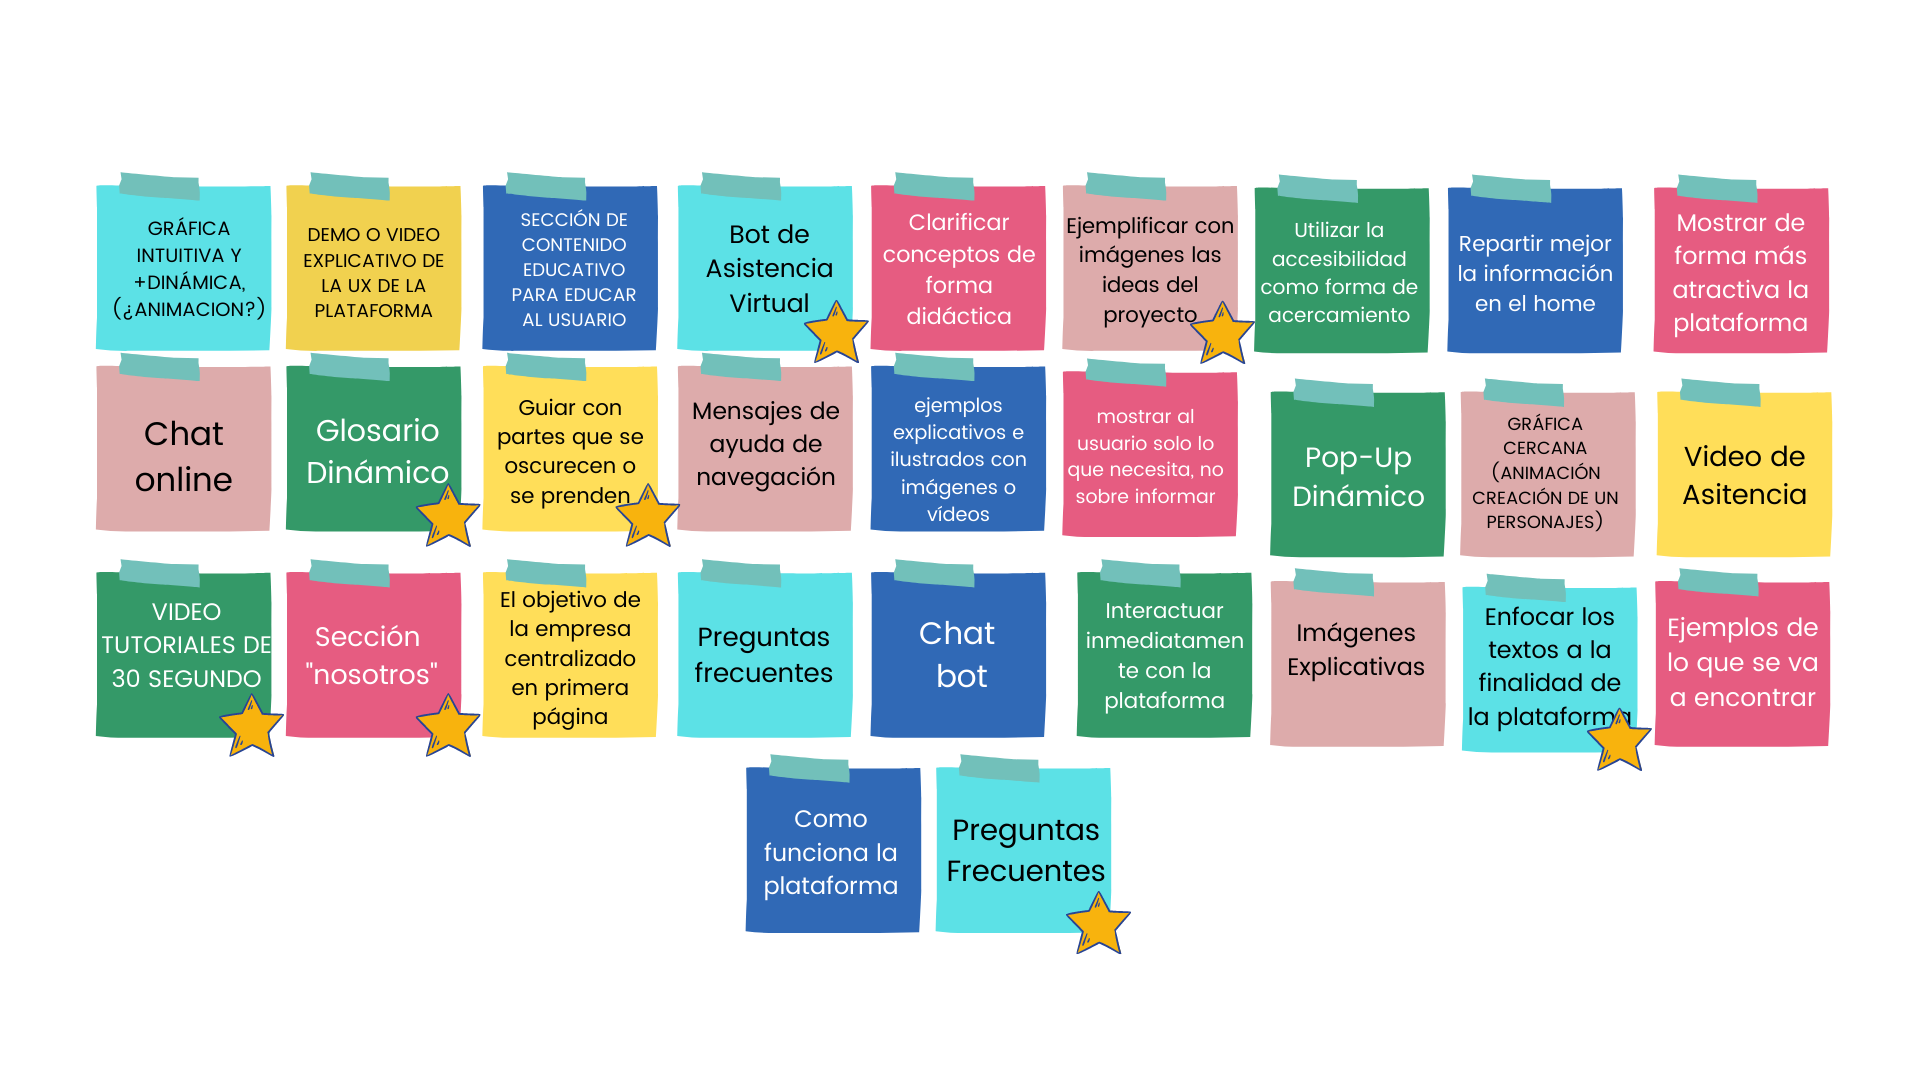 GRÁFICA
INTUITIVA Y
+DINÁMICA,
(¿ANIMACION?)
DEMO O VIDEO
EXPLICATIVO DE
LA UX DE LA
PLATAFORMA
SECCIÓN DE
CONTENIDO
EDUCATIVO
PARA EDUCAR
AL USUARIO
Bot de
Asistencia
Virtual
Clarificar
conceptos de
forma
didáctica
Ejemplificar con
imágenes las
ideas del
proyecto
Utilizar la
accesibilidad
como forma de
acercamiento
Repartir mejor
la información
en el home
Mostrar de
forma más
atractiva la
plataforma
Chat
online
Glosario
Dinámico
Guiar con
partes que se
oscurecen o
se prenden
Mensajes de
ayuda de
navegación
ejemplos
explicativos e
ilustrados con
imágenes o
vídeos
mostrar al
usuario solo lo
que necesita, no
sobre informar
Pop-Up
Dinámico
GRÁFICA
CERCANA
(ANIMACIÓN
CREACIÓN DE UN
PERSONAJES)
Video de
Asitencia
VIDEO
TUTORIALES DE
30 SEGUNDO
Sección
"nosotros"
El objetivo de
la empresa
centralizado
en primera
página
Preguntas
frecuentes
Chat
bot
Interactuar
inmediatamen
te con la
plataforma
Imágenes
Explicativas
Enfocar los
textos a la
finalidad de
la plataforma
Ejemplos de
lo que se va
a encontrar
Como
funciona la
plataforma
Preguntas
Frecuentes